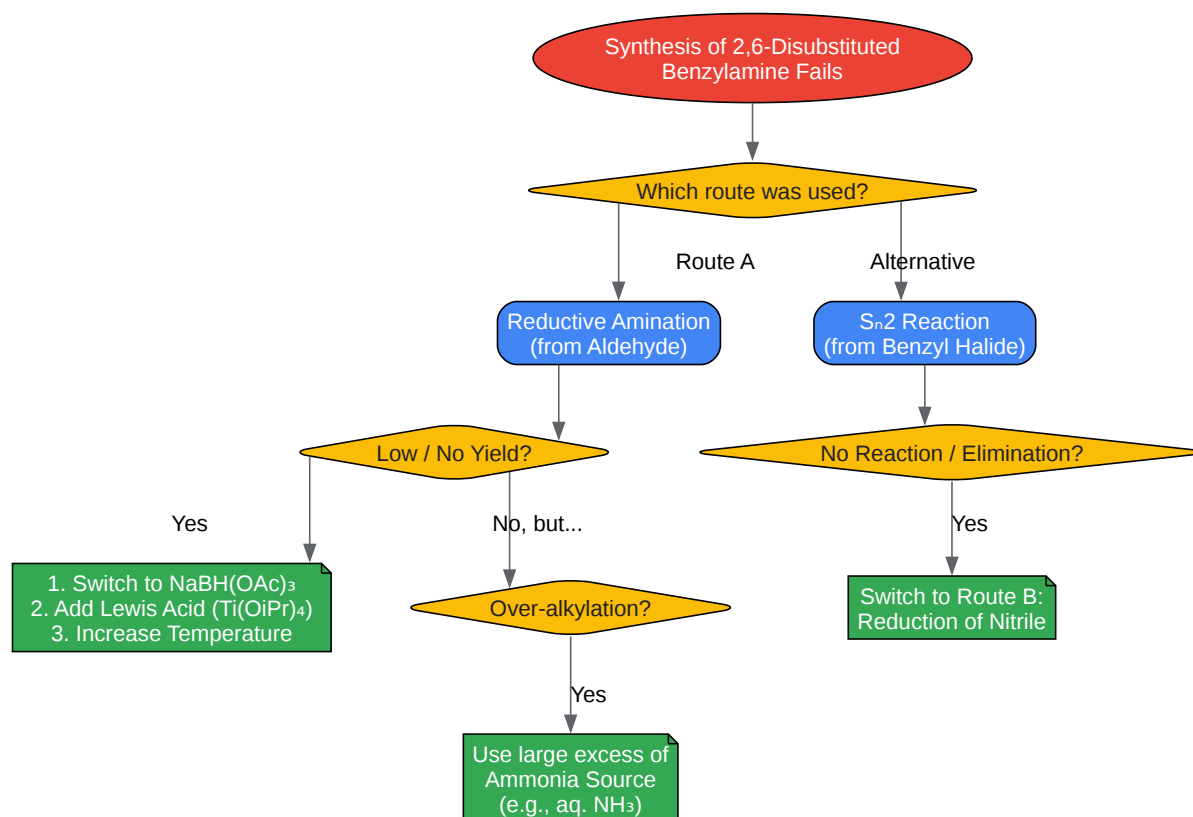 Synthesis of 2,6-Disubstituted
Benzylamine Fails
Which route was used?
Route A
Alternative
Reductive Amination
(from Aldehyde)
Sₙ2 Reaction
(from Benzyl Halide)
Low / No Yield?
No Reaction / Elimination?
Yes
No, but...
Yes
1. Switch to NaBH(OAc)₃
2. Add Lewis Acid (Ti(OiPr)₄)
3. Increase Temperature
Over-alkylation?
Switch to Route B:
Reduction of Nitrile
Yes
Use large excess of
Ammonia Source
(e.g., aq. NH₃)